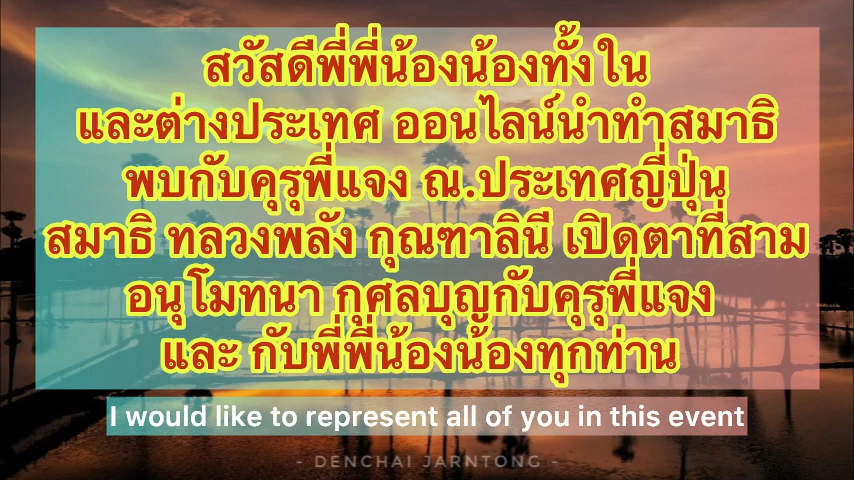 สวัสดีพี่พี่น้องน้องทั้งใน
และต่างประเทศ ออนไลน์นำทำสมาธิ
พบกับคุรุพี่แจง ณ.ประเทศญี่ปุ่น
สมาธิ ทลวงพลัง กุณฑาลินี เปิดตาที่สาม
อนุโมทนา กุศลบุญกับคุรุพี่แจง
และ กับพี่พี่น้องน้องทุกท่าน
I would like to represent all of you in this event
- DENCHAI JARNTONG -